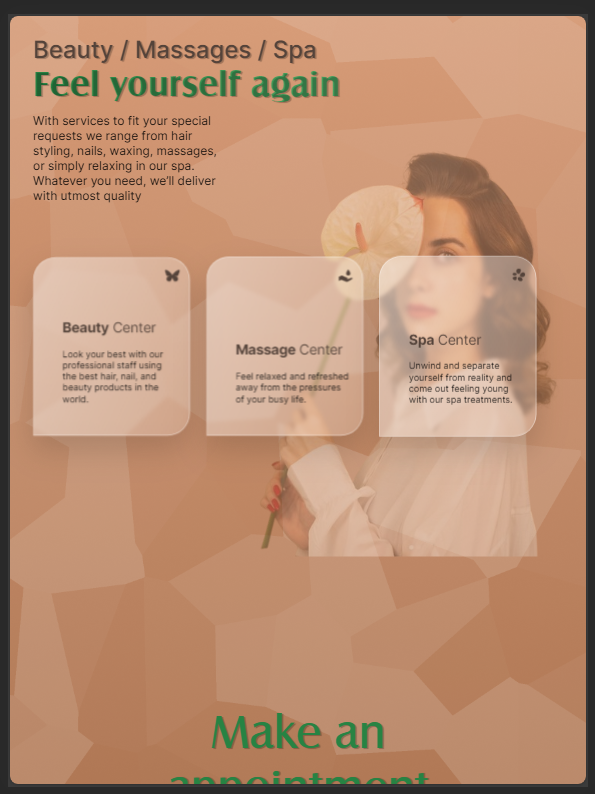 Beauty / Massages / Spa
Feel yourself again
With services to fit your special
requests we range from hair
styling, nails, waxing, massages,
or simply relaxing in our spa.
Whatever you need, we'll deliver
with utmost quality
Beauty Center
Look your best with our
professional staff using
the best hair, nail, and
beauty products in the
world.
Massage Center
Feel relaxed and refreshed
away from the pressures
of your busy life.
Spa Center
Unwind and separate
yourself from reality and
come out feeling young
with our spa treatments.
Make an
appointment